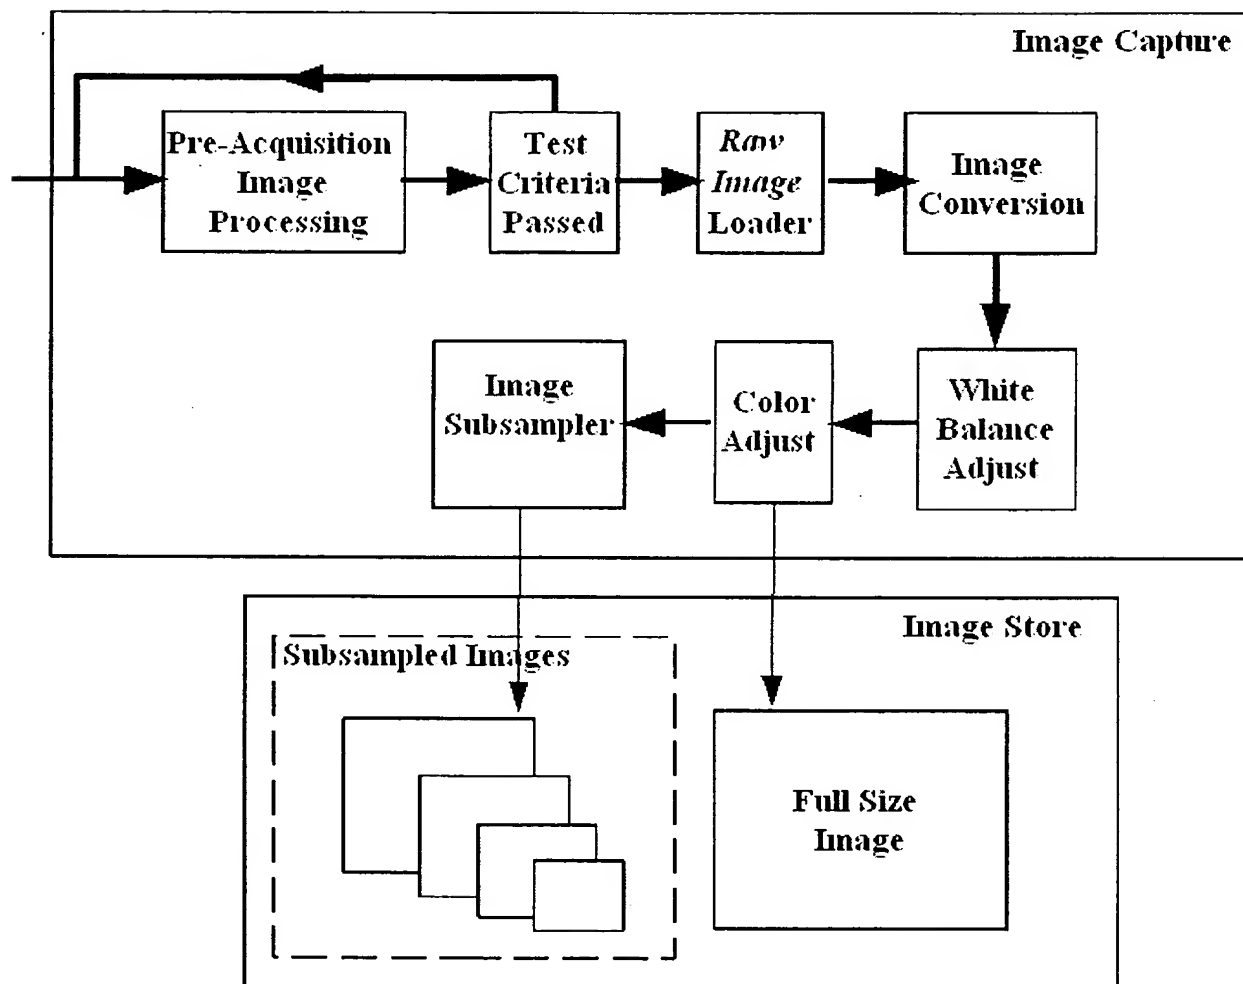 Image Capture
Pre-Acquisition
Image
Processing
Test
Criteria
Passed
Raw
Image
Loader
Image
Conversion
Image
Subsampler
Color
Adjust
White
Balance
Adjust
Image Store
Subsampled Images
Full Size
Image